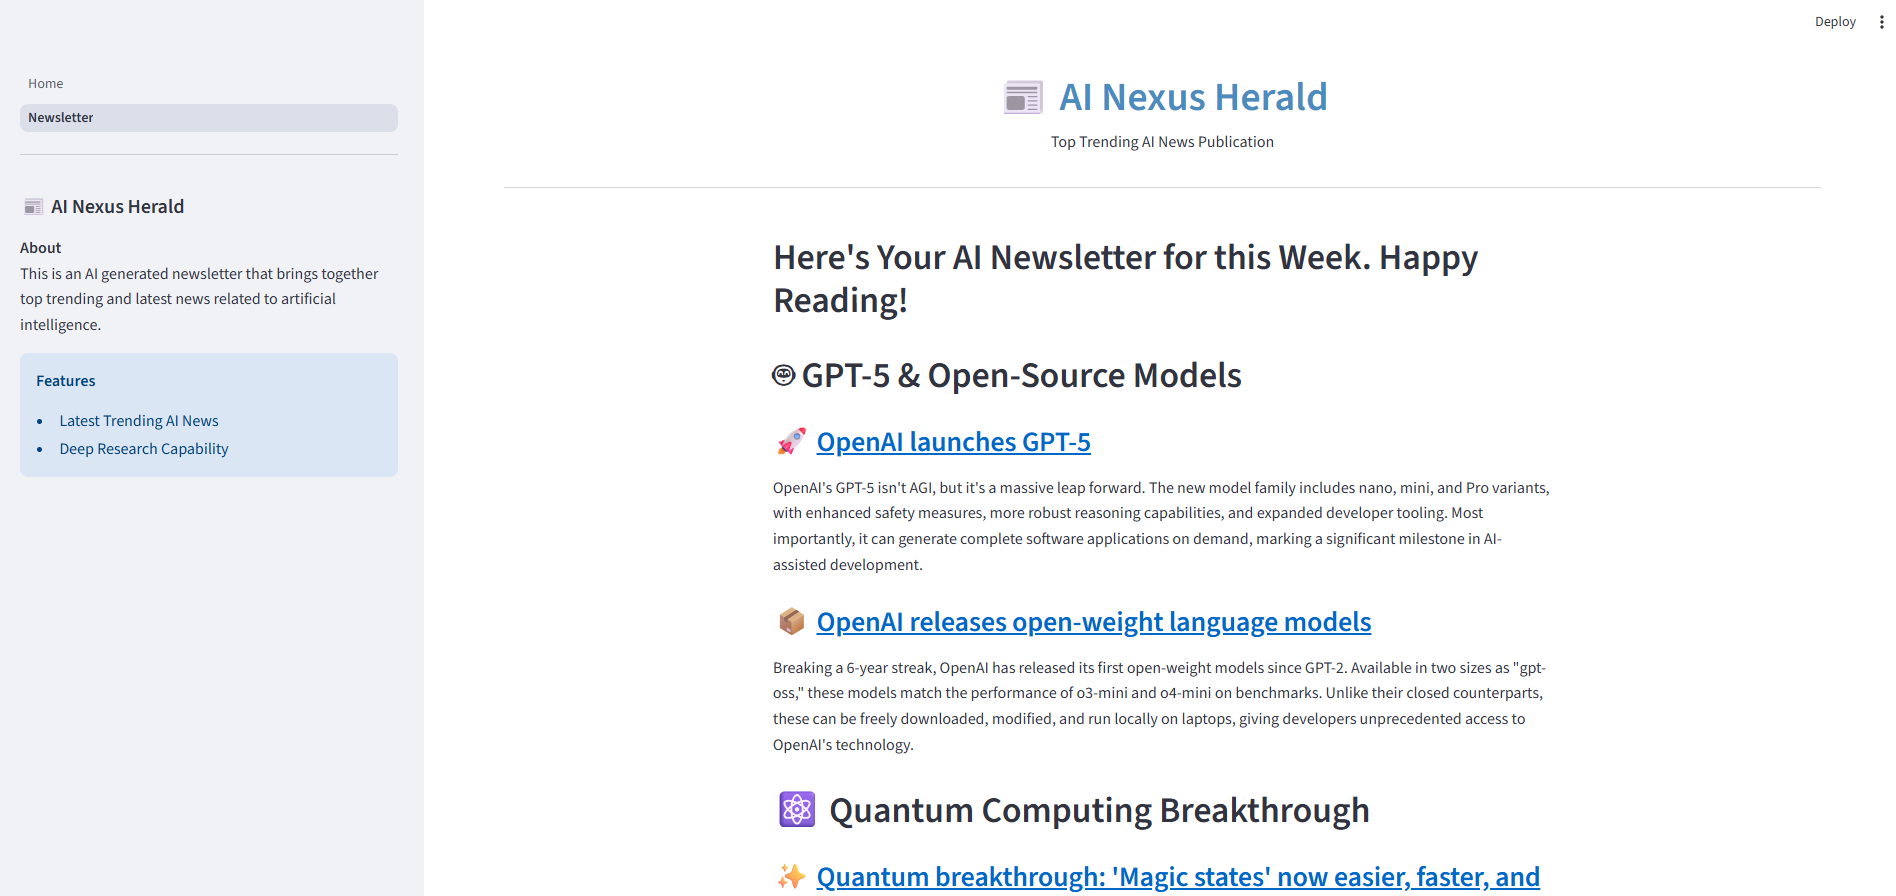 Deploy
Home
Newsletter
AI Nexus Herald
About
This is an AI generated newsletter that brings together
top trending and latest news related to artificial
intelligence.
Features
Latest Trending AI News
Deep Research Capability
AI Nexus Herald
Top Trending AI News Publication
Here's Your AI Newsletter for this Week. Happy
Reading!
GPT-5 & Open-Source Models
OpenAI launches GPT-5
OpenAI's GPT-5 isn't AGI, but it's a massive leap forward. The new model family includes nano, mini, and Pro variants,
with enhanced safety measures, more robust reasoning capabilities, and expanded developer tooling. Most
importantly, it can generate complete software applications on demand, marking a significant milestone in AI-
assisted development.
OpenAI releases open-weight language models
Breaking a 6-year streak, OpenAI has released its first open-weight models since GPT-2. Available in two sizes as "gpt-
oss," these models match the performance of o3-mini and o4-mini on benchmarks. Unlike their closed counterparts,
these can be freely downloaded, modified, and run locally on laptops, giving developers unprecedented access to
OpenAI's technology.
Quantum Computing Breakthrough
Quantum breakthrough: 'Magic states' now easier, faster, and